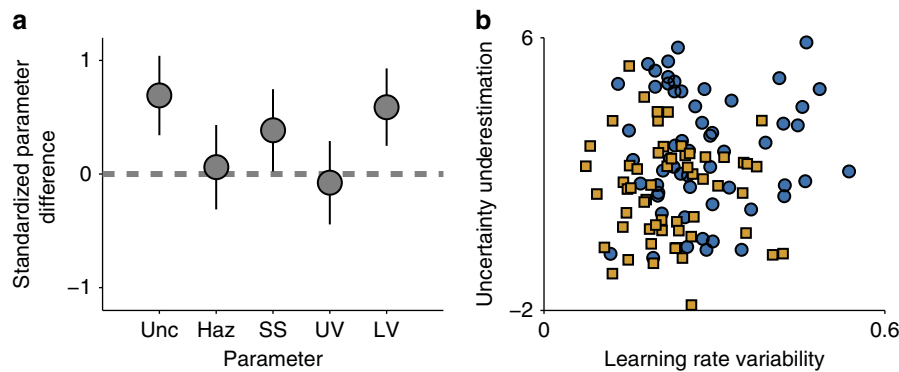 a
Standardized parameter
difference
1
0
−1
Unc Haz SS UV LV
Parameter
b
Uncertainty underestimation
6
−2
0 0.6
Learning rate variability